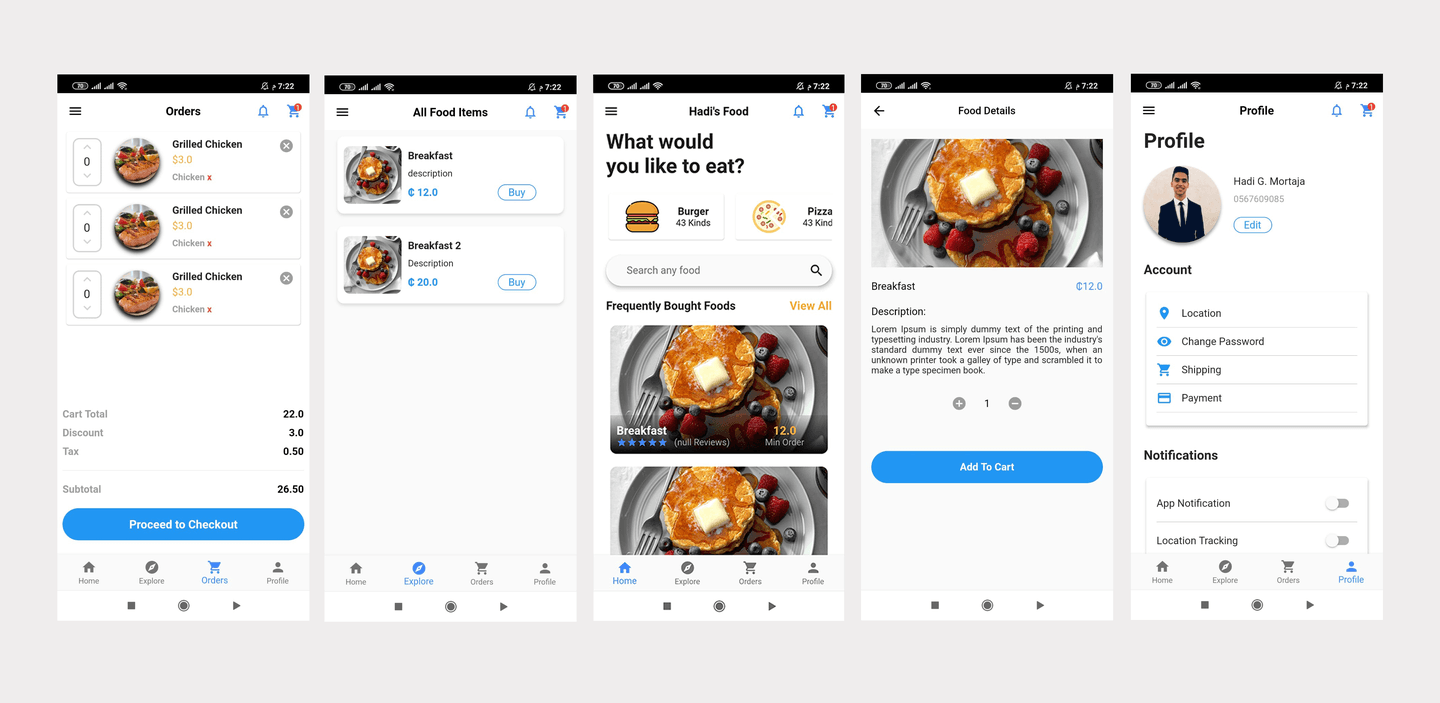 70
7:22 م
Orders
1
0
Grilled Chicken
$3.0
Chicken x
0
Grilled Chicken
$3.0
Chicken x
0
Grilled Chicken
$3.0
Chicken x
Cart Total 22.0
Discount 3.0
Tax 0.50
Subtotal 26.50
Proceed to Checkout
Home Explore Orders Profile
70
7:22 م
All Food Items
1
Breakfast
description
₵ 12.0 Buy
Breakfast 2
Description
₵ 20.0 Buy
Home Explore Orders Profile
70
7:22 م
Hadi's Food
1
What would
you like to eat?
Burger
43 Kinds
Pizza
43 Kind
Search any food
Frequently Bought Foods View All
Breakfast 12.0
(null Reviews) Min Order
Home Explore Orders Profile
70
7:22 م
Food Details
Breakfast ₵12.0
Description:
Lorem Ipsum is simply dummy text of the printing and
typesetting industry. Lorem Ipsum has been the industry's
standard dummy text ever since the 1500s, when an
unknown printer took a galley of type and scrambled it to
make a type specimen book.
1
Add To Cart
70
7:22 م
Profile
1
Profile
Hadi G. Mortaja
0567609085
Edit
Account
Location
Change Password
Shipping
Payment
Notifications
App Notification
Location Tracking
Home Explore Orders Profile